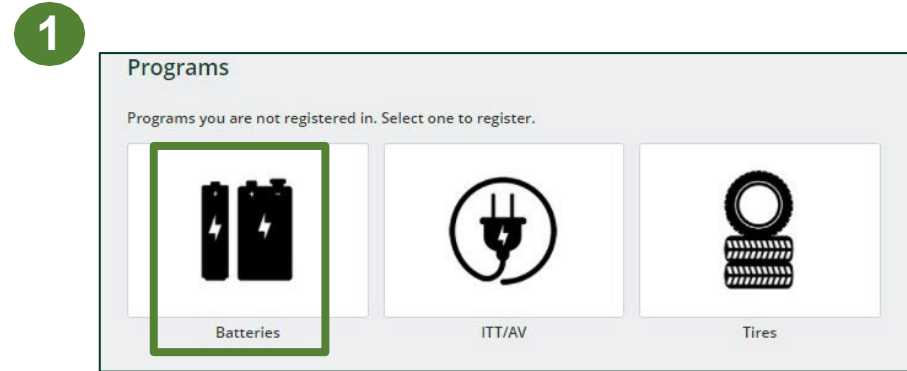 1
Programs
Programs you are not registered in. Select one to register.
Batteries
ITT/AV
Tires